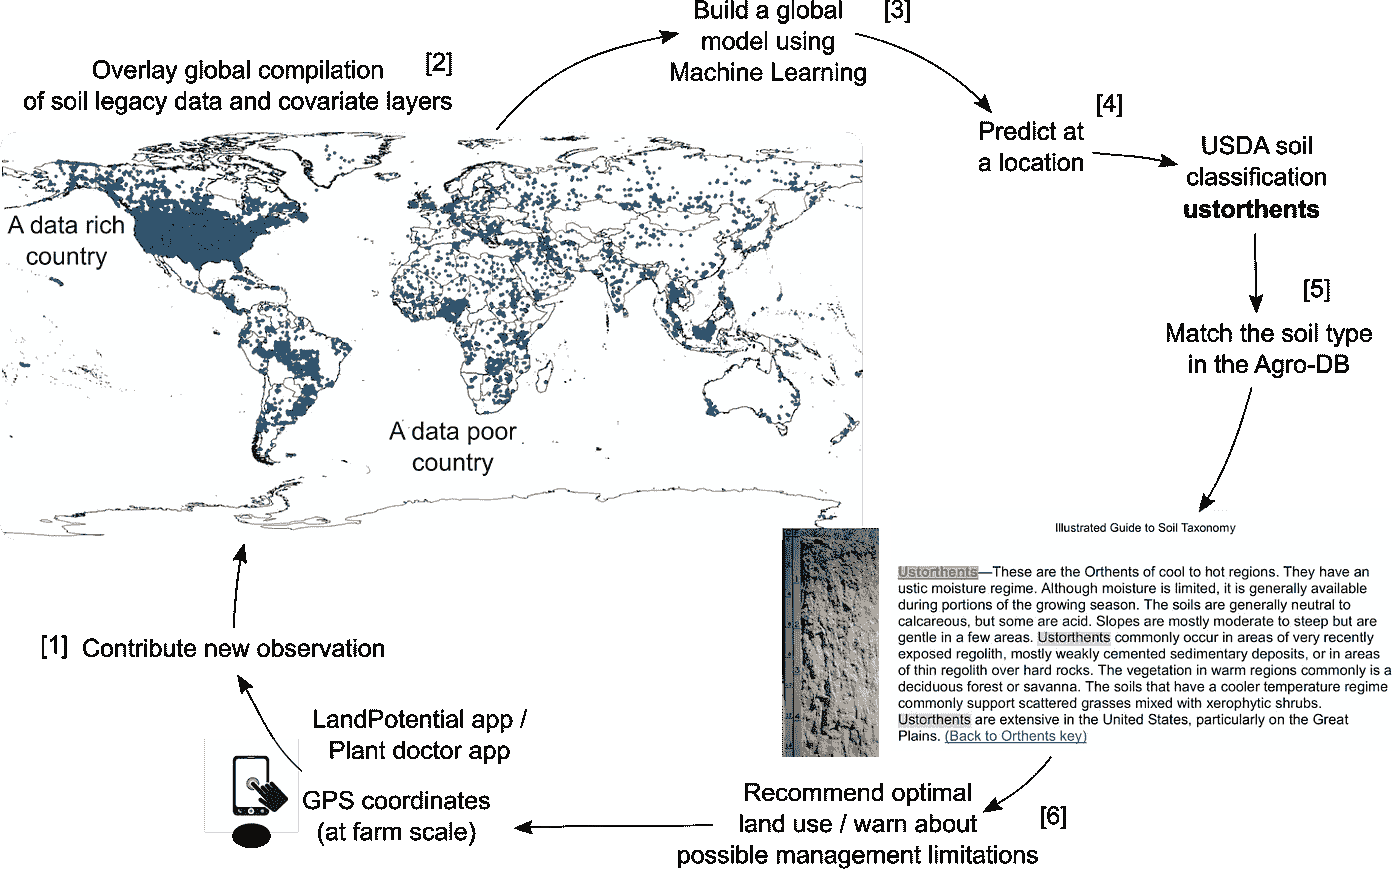 Build a global
model using
Machine Learning
[3]
Overlay global compilation
of soil legacy data and covariate layers
[2]
Predict at
a location
[4]
USDA soil
classification
ustorthents
A data rich
country
A data poor
country
[5]
Match the soil type
in the Agro-DB
Illustrated Guide to Soil Taxonomy
Ustorthents—These are the Orthents of cool to hot regions. They have an
ustic moisture regime. Although moisture is limited, it is generally available
during portions of the growing season. The soils are generally neutral to
calcareous, but some are acid. Slopes are mostly moderate to steep but are
gentle in a few areas. Ustorthents commonly occur in areas of very recently
exposed regolith, mostly weakly cemented sedimentary deposits, or in areas
of thin regolith over hard rocks. The vegetation in warm regions commonly is a
deciduous forest or savanna. The soils that have a cooler temperature regime
commonly support scattered grasses mixed with xerophytic shrubs.
Ustorthents are extensive in the United States, particularly on the Great
Plains. (Back to Orthents key)
[1] Contribute new observation
LandPotential app /
Plant doctor app
GPS coordinates
(at farm scale)
Recommend optimal
land use / warn about
possible management limitations
[6]